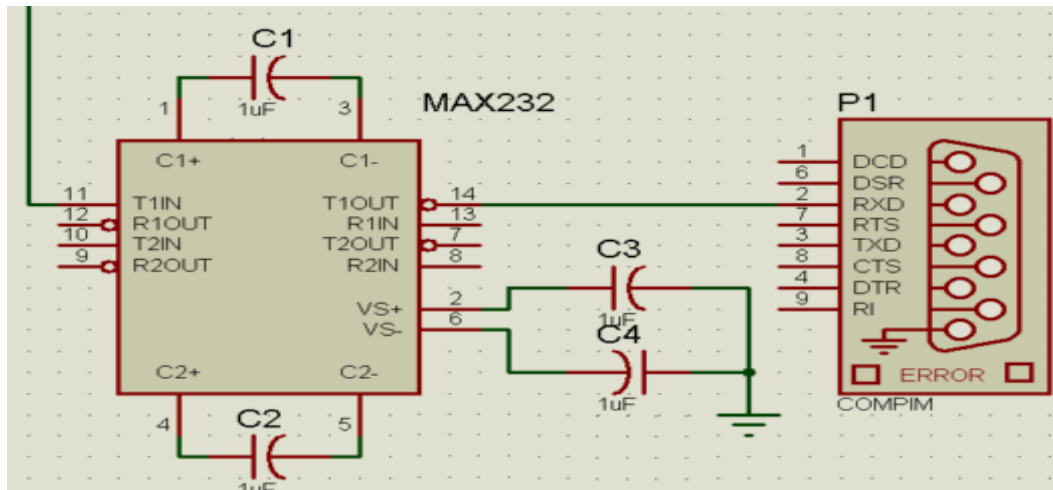 C1
1uF
1
3
MAX232
C1+
C1-
11
T1IN
12
R1OUT
10
T2IN
9
R2OUT
T1OUT
14
R1IN
13
T2OUT
7
R2IN
8
VS+
2
VS-
6
C2+
C2-
4
5
C2
1uF
C3
1uF
C4
1uF
P1
1
DCD
6
DSR
2
RXD
7
RTS
3
TXD
8
CTS
4
DTR
9
RI
ERROR
COMPIM